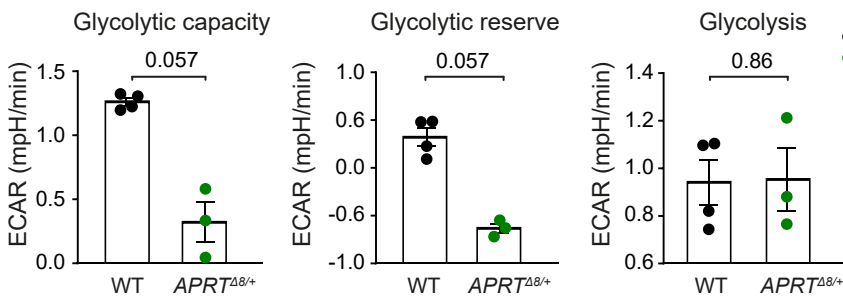 Glycolytic capacity
0.057
ECAR (mpH/min)
1.5
1.0
0.5
0.0
WT
APRTΔ8/+
Glycolytic reserve
0.057
ECAR (mpH/min)
1.0
0.6
0.0
-0.6
-1.0
WT
APRTΔ8/+
Glycolysis
0.86
ECAR (mpH/min)
1.4
1.2
1.0
0.8
0.6
WT
APRTΔ8/+